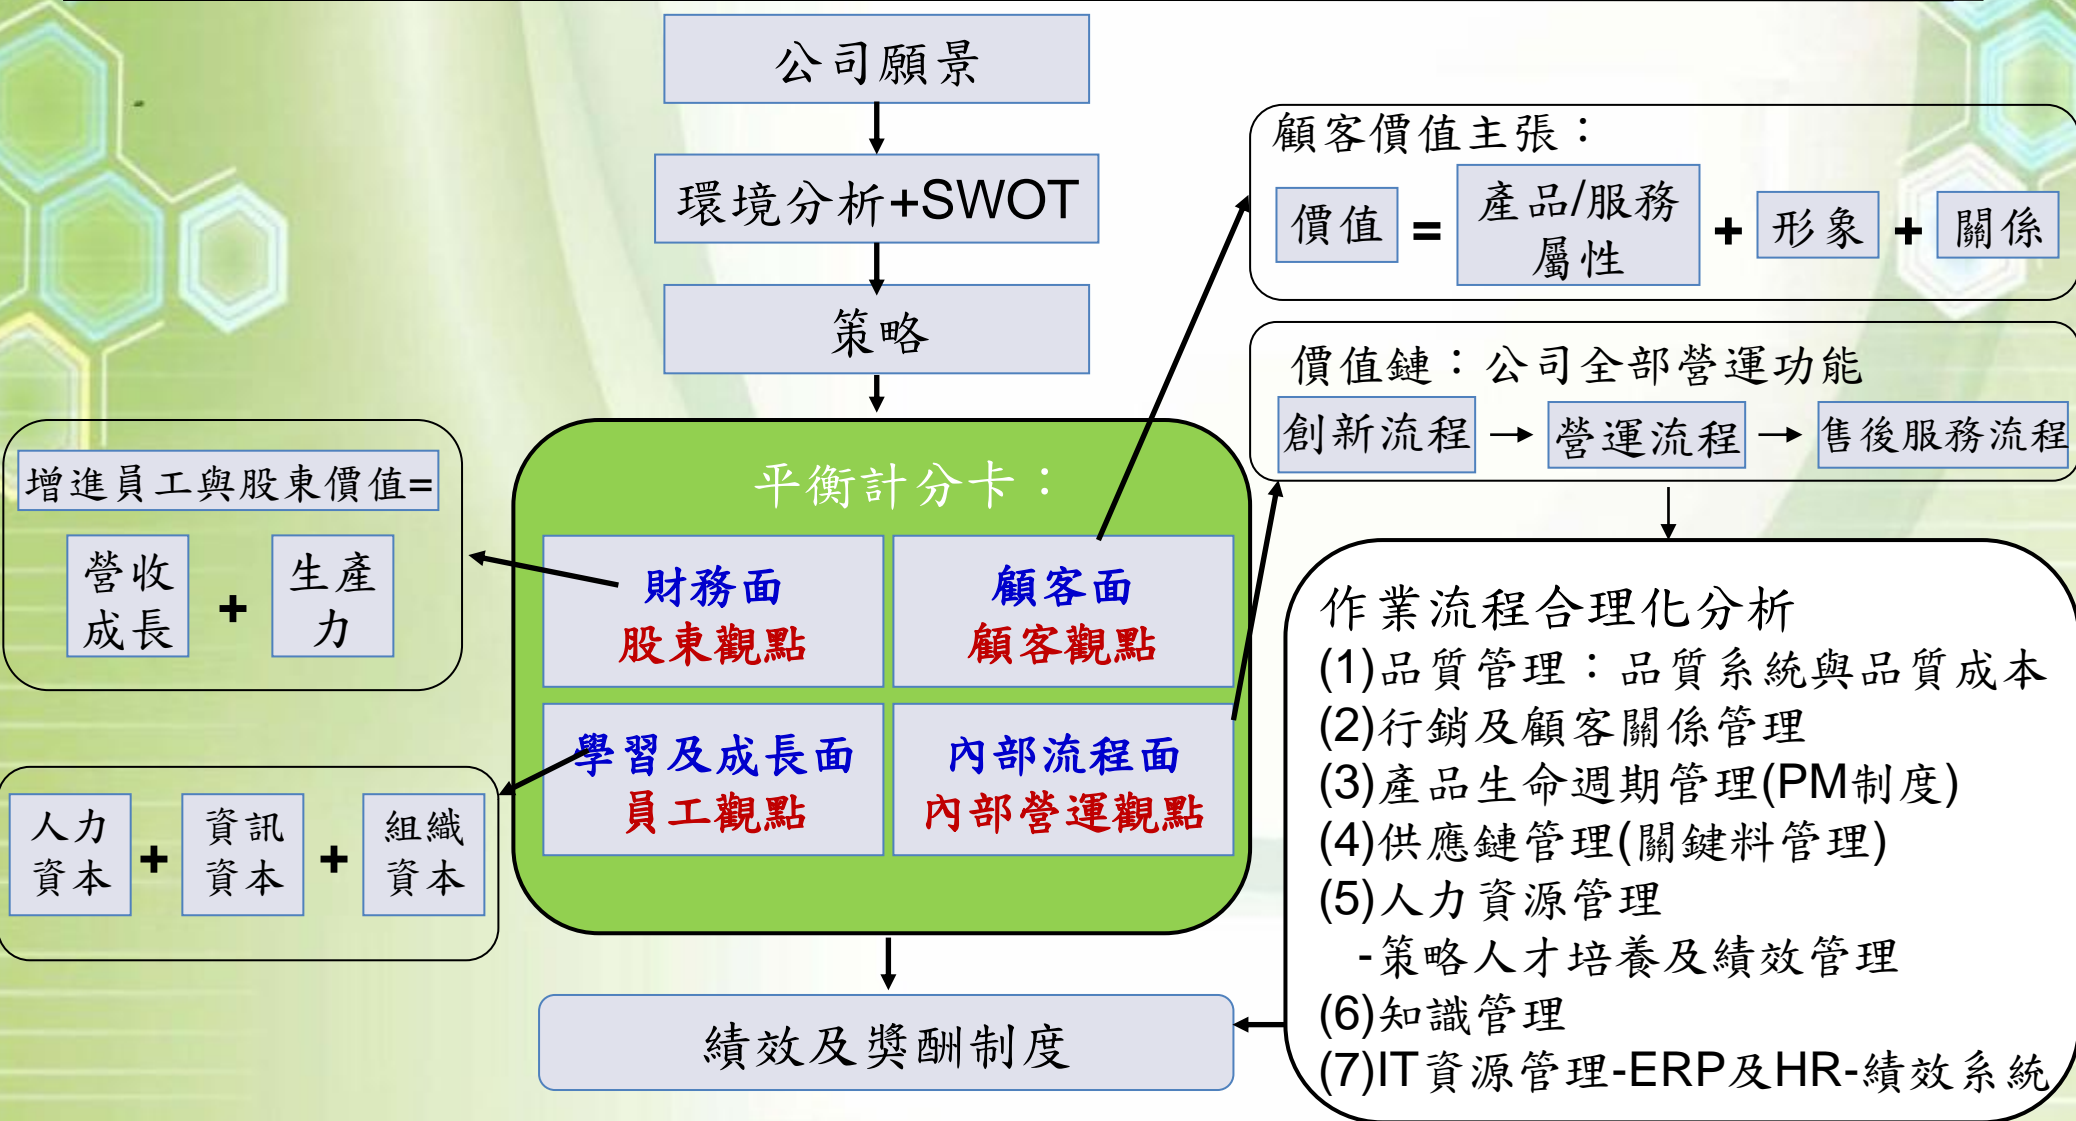 公司願景
環境分析+SWOT
策略
顧客價值主張：
價值 = 產品/服務 + 形象 + 關係
屬性
價值鏈：公司全部營運功能
創新流程 → 營運流程 → 售後服務流程
增進員工與股東價值=
營收 + 生產
成長 力
平衡計分卡：
財務面
股東觀點
顧客面
顧客觀點
學習及成長面
員工觀點
內部流程面
內部營運觀點
人力 + 資訊 + 組織
資本 資本 資本
作業流程合理化分析
(1)品質管理：品質系統與品質成本
(2)行銷及顧客關係管理
(3)產品生命週期管理(PM制度)
(4)供應鏈管理(關鍵料管理)
(5)人力資源管理
-策略人才培養及績效管理
(6)知識管理
(7)IT資源管理-ERP及HR-績效系統
績效及獎酬制度